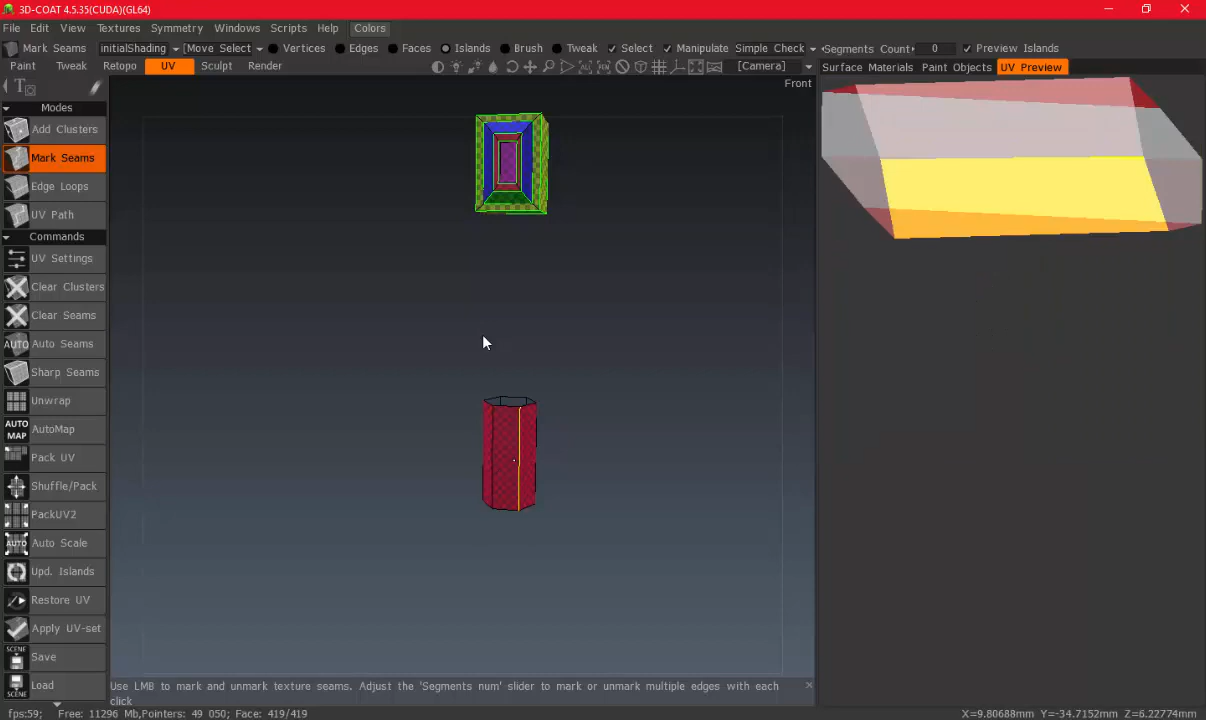 3D-COAT 4.5.35(CUDA)(GL64)
File Edit View Textures Symmetry Windows Scripts Help Colors
Mark Seams initialShading [Move Select Vertices Edges Faces Islands Brush Tweak Select Manipulate Simple Check Segments Count 0 Preview Islands
Paint Tweak Retopo UV Sculpt Render [Camera] Surface Materials Paint Objects UV Preview
Front
Modes
Add Clusters
Mark Seams
Edge Loops
UV Path
Commands
UV Settings
Clear Clusters
Clear Seams
AUTO Auto Seams
Sharp Seams
Unwrap
AUTO MAP AutoMap
Pack UV
Shuffle/Pack
PackUV2
AUTO Auto Scale
Upd. Islands
Restore UV
Apply UV-set
SCENE Save
Load
SCENE
Use LMB to mark and unmark texture seams. Adjust the 'Segments num' slider to mark or unmark multiple edges with each
click
fps:59; Free: 11296 Mb,Pointers: 49 050; Face: 419/419 X=9.80688mm Y=-34.7152mm Z=6.22774mm